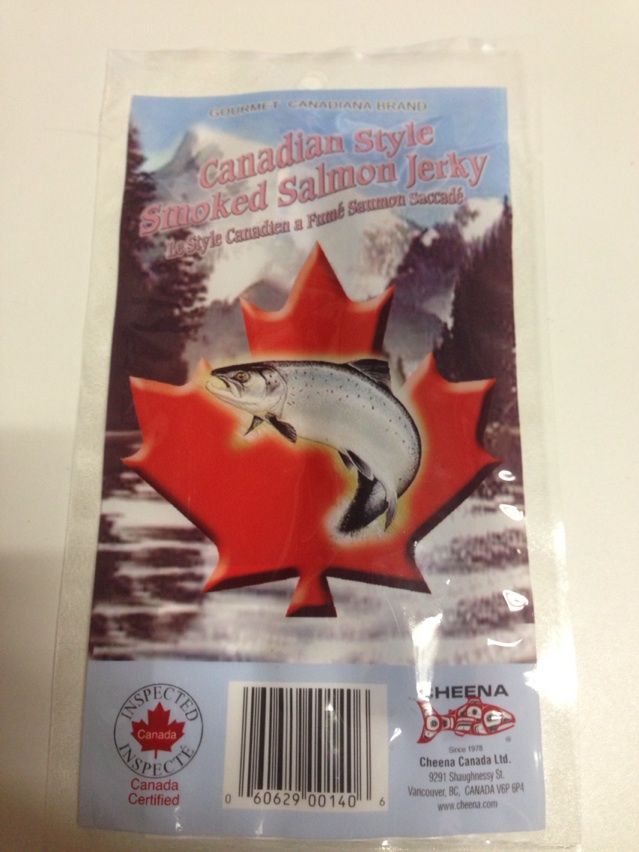 GOURMET CANADIANA BRAND
Canadian Style
Smoked Salmon Jerky
Le Style Canadien a Fumé Saumon Saccadé
INSPECTED
Canada
INSPECTÉ
Canada
Certified
0 60629 00140 6
CHEENA
Since 1978
Cheena Canada Ltd.
9291 Shaughnessy St.
Vancouver, BC, CANADA V6P 6P4
www.cheena.com